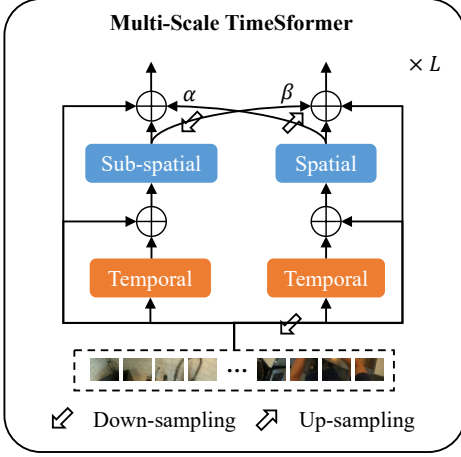 Multi-Scale TimeSformer
× L
α β
Sub-spatial Spatial
Temporal Temporal
...
Down-sampling Up-sampling